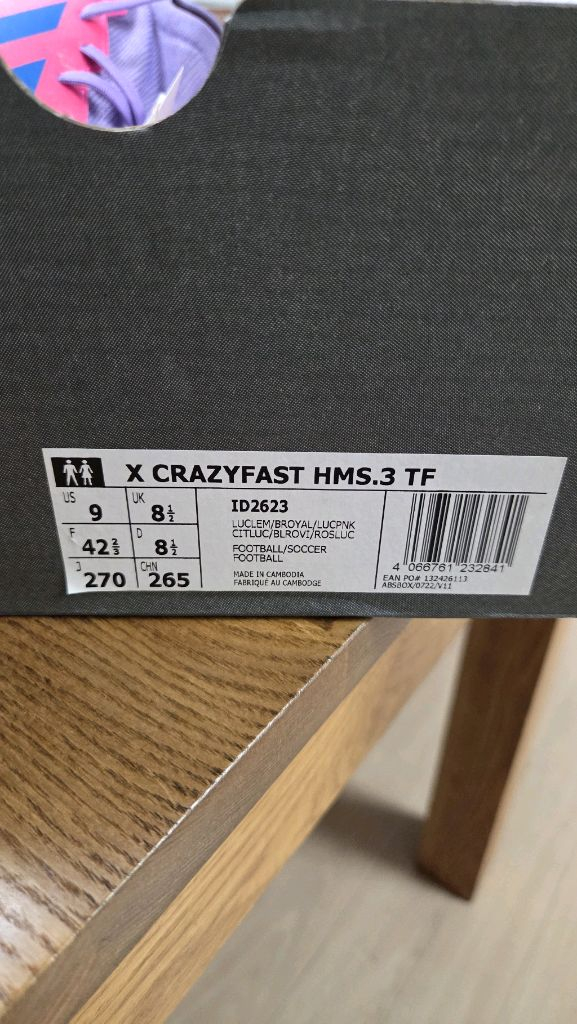 X CRAZYFAST HMS.3 TF
US 9 UK 8½
F 42⅔ D 8½
J 270 CHN 265
ID2623
LUCLEM/BROYAL/LUCPNK
CITLUC/BLROVI/ROSLUC
FOOTBALL/SOCCER
FOOTBALL
MADE IN CAMBODIA
FABRIQUÉ AU CAMBODGE
4 066761 232841
EAN PO# 132426113
ABSBOX/0722/V11